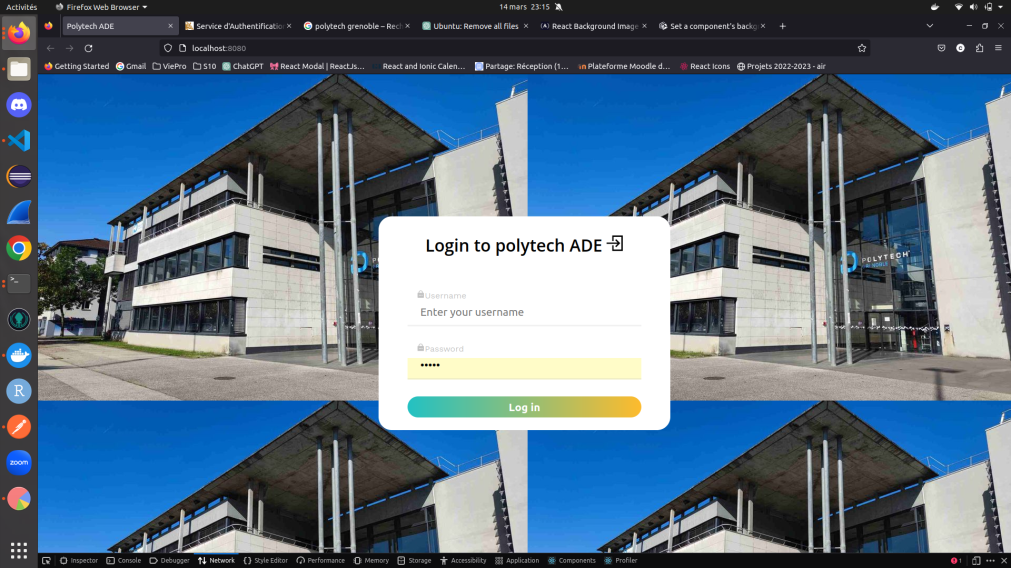 Activités
Firefox Web Browser
14 mars 23:15
Polytech ADE
Service d'Authentificatio
polytech grenoble – Rec
Ubuntu: Remove all files
(A) React Background Image
Set a component's backg
localhost:8080
Getting Started
Gmail
ViePro
S10
ChatGPT
React Modal | ReactJs...
React and Ionic Calen...
Partage: Réception (1...
Plateforme Moodle d...
React Icons
Projets 2022-2023 - air
POLYTECH
Login to polytech ADE
Username
Enter your username
Password
•••••
Log in
R
zoom
Inspector
Console
Debugger
Network
Style Editor
Performance
Memory
Storage
Accessibility
Application
Components
Profiler
1